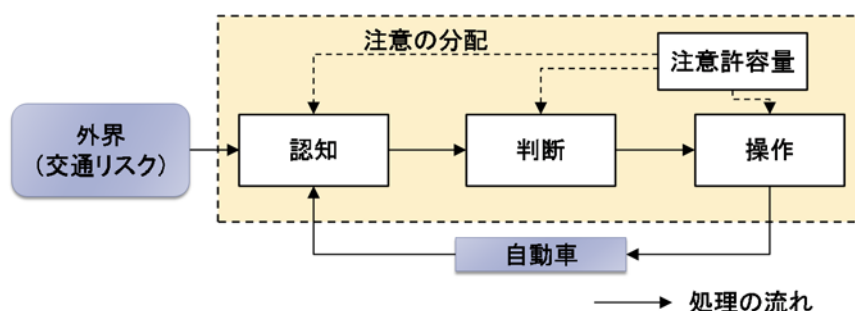 注意の分配
注意許容量
外界
(交通リスク)
認知
判断
操作
自動車
処理の流れ